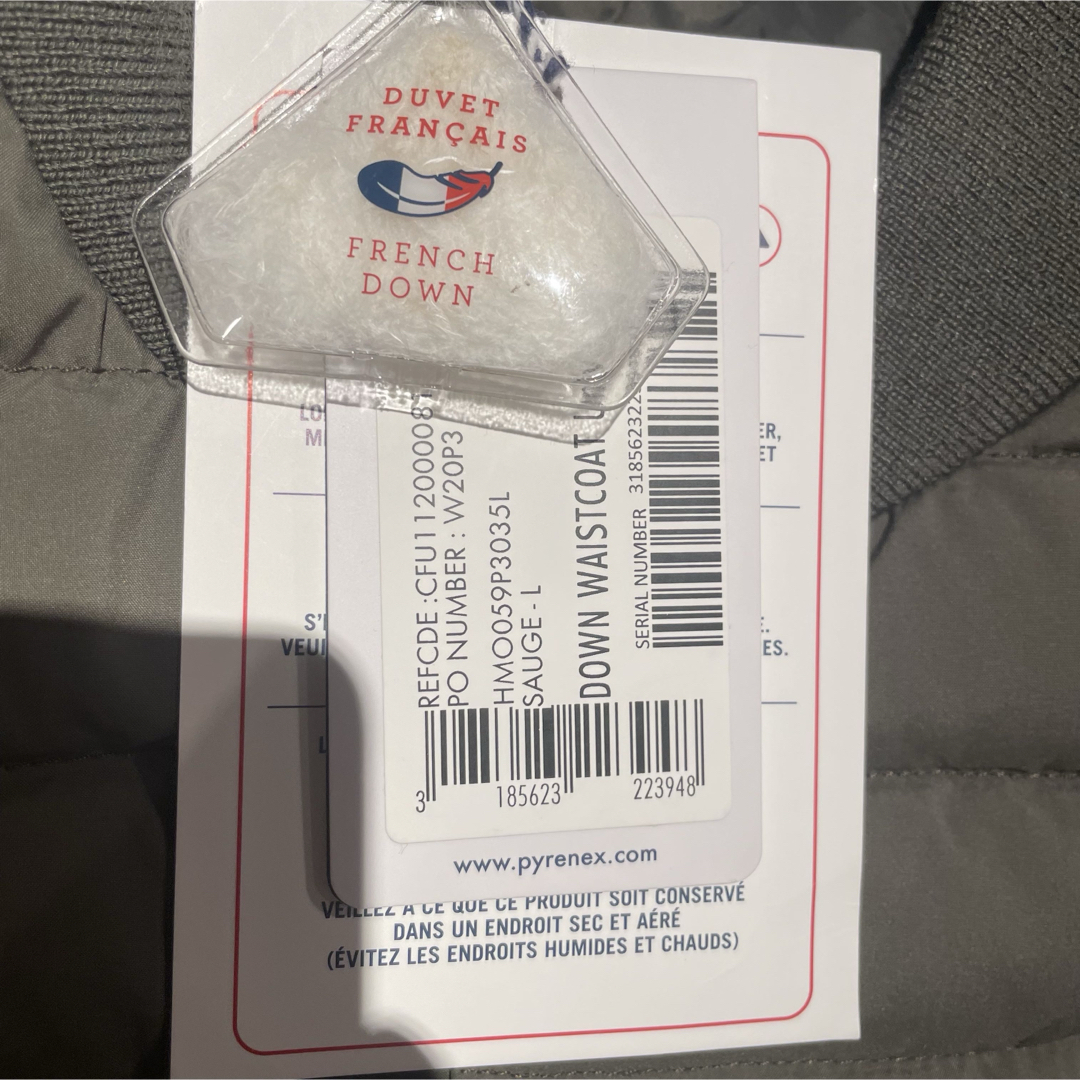 DUVET
FRANÇAIS
FRENCH
DOWN
REFCDE :CFU11200008
PO NUMBER : W20P3
HMO059P3035L
SAUGE - L
DOWN WAISTCOAT
SERIAL NUMBER 318562322
3 185623 223948
www.pyrenex.com
ET
S'
ES.
VEILLEZ À CE QUE CE PRODUIT SOIT CONSERVÉ
DANS UN ENDROIT SEC ET AÉRÉ
(ÉVITEZ LES ENDROITS HUMIDES ET CHAUDS)